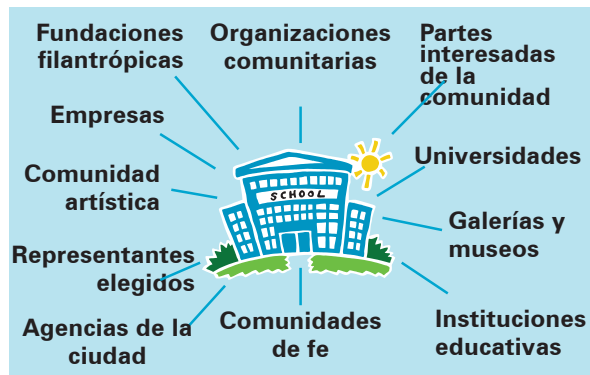 Fundaciones
filantrópicas
Organizaciones
comunitarias
Partes
interesadas
de la
comunidad
Empresas
Universidades
Comunidad
artística
SCHOOL
Galerías y
museos
Representantes
elegidos
Agencias de la
ciudad
Comunidades
de fe
Instituciones
educativas